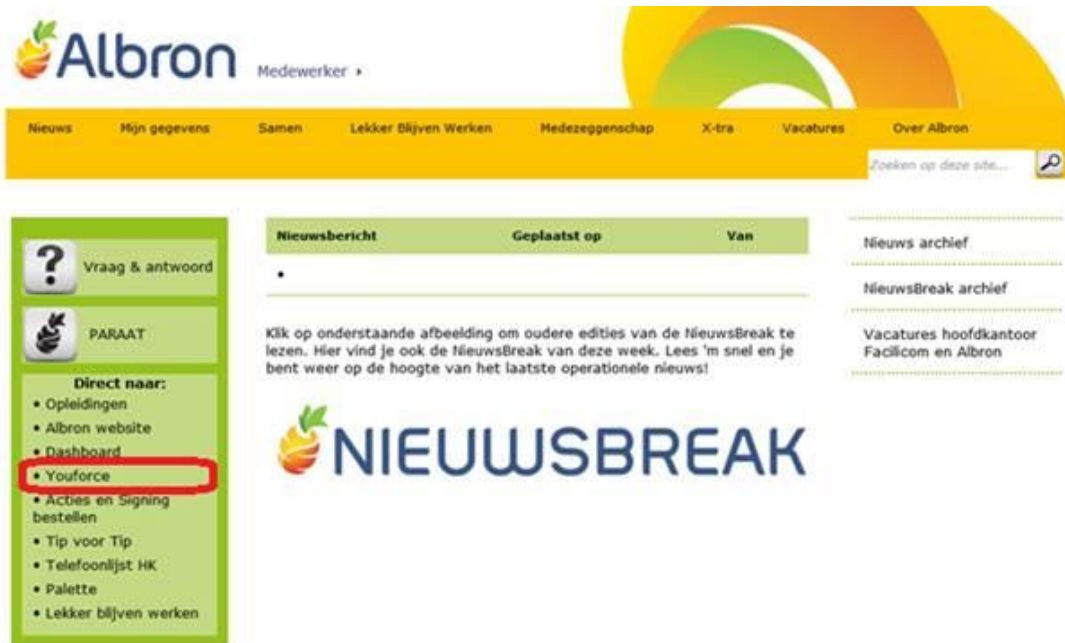 Albron
Medewerker
Nieuws Mijn gegevens Samen Lekker Blijven Werken Medezeggenschap X-tra Vacatures Over Albron
Zoeken op deze site...
? Vraag & antwoord
PARAAT
Direct naar:
• Opleidingen
• Albron website
• Dashboard
• Youforce
• Acties en Signing
bestellen
• Tip voor Tip
• Telefoonlijst HK
• Palette
• Lekker blijven werken
Nieuwsbericht Geplaatst op Van
•
Klik op onderstaande afbeelding om oudere edities van de NieuwsBreak te
lezen. Hier vind je ook de NieuwsBreak van deze week. Lees 'm snel en je
bent weer op de hoogte van het laatste operationele nieuws!
NIEUWSBREAK
Nieuws archief
NieuwsBreak archief
Vacatures hoofdkantoor
Facilicom en Albron